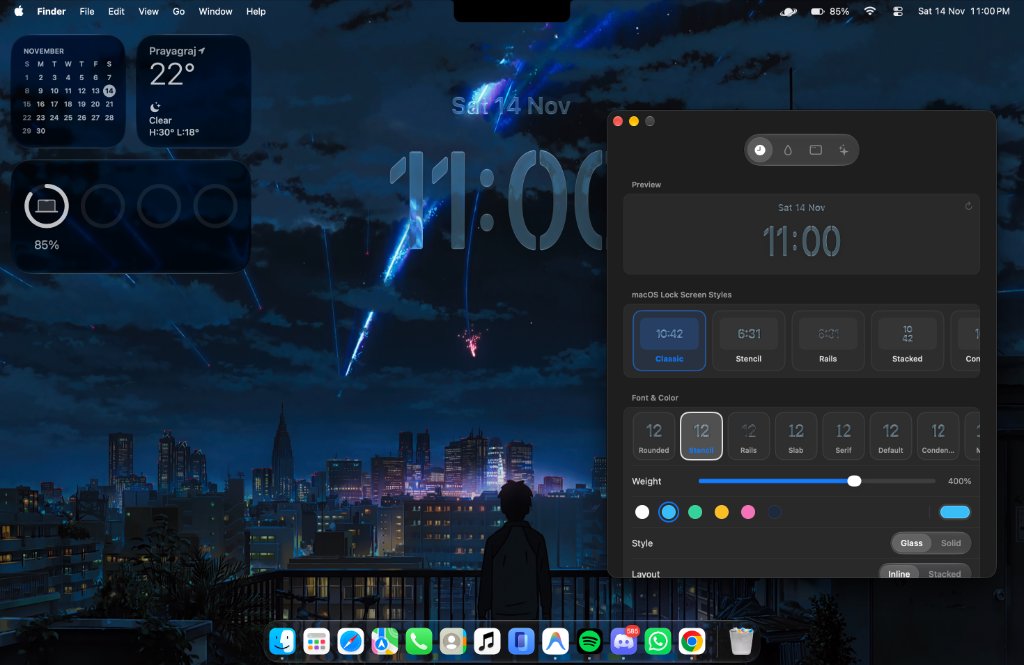 Finder File Edit View Go Window Help
85% Sat 14 Nov 11:00PM
NOVEMBER
S M T W T F S
1 2 3 4 5 6 7
8 9 10 11 12 13 14
15 16 17 18 19 20 21
22 23 24 25 26 27 28
29 30
Prayagraj
22°
Clear
H:30° L:18°
85%
Sat 14 Nov
11:00
Preview
Sat 14 Nov
11:00
macOS Lock Screen Styles
10:42 6:31 6:31 10
42
Classic Stencil Rails Stacked Con
Font & Color
12 12 12 12 12 12 12
Rounded Stencil Rails Slab Serif Default Conden...
Weight 400%
Style Glass Solid
Layout Inline Stacked
585